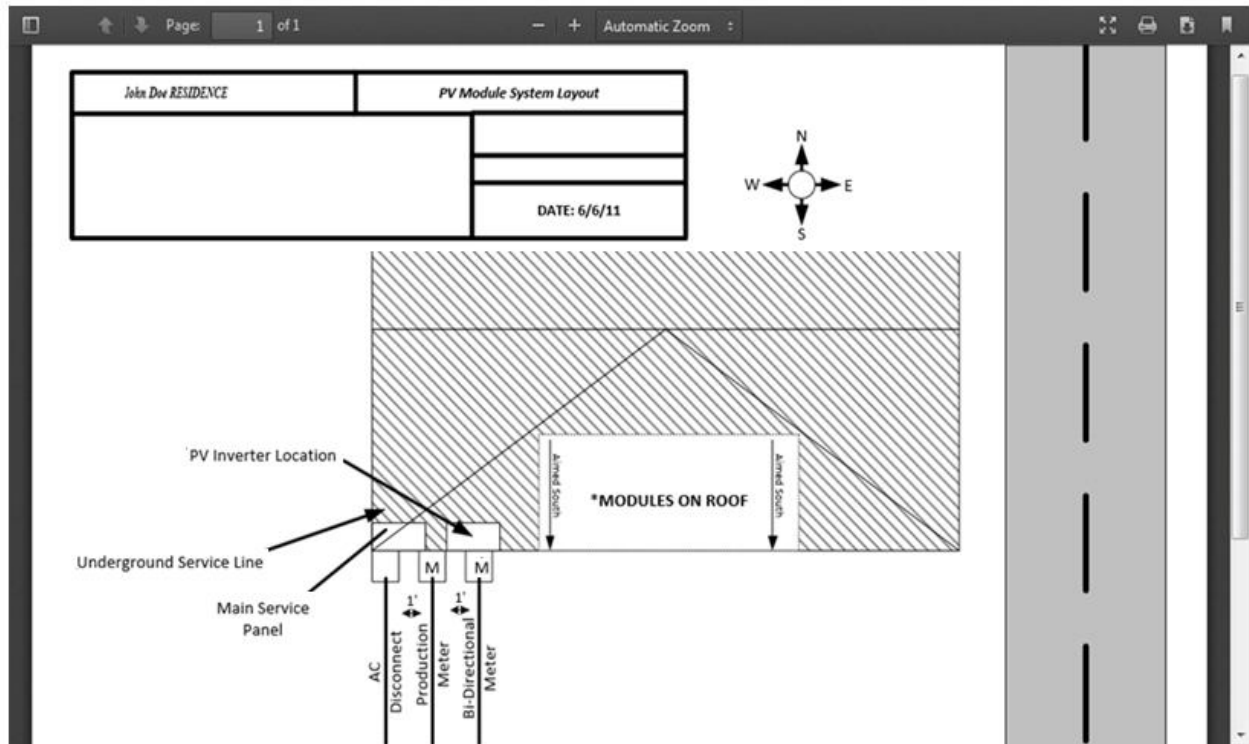 Page: 1 of 1
Automatic Zoom
John Doe RESIDENCE
PV Module System Layout
DATE: 6/6/11
N
W
E
S
PV Inverter Location
Aimed South
Aimed South
*MODULES ON ROOF
Underground Service Line
M
M
Main Service
Panel
1'
1'
AC
Disconnect
Production
Meter
Bi-Directional
Meter